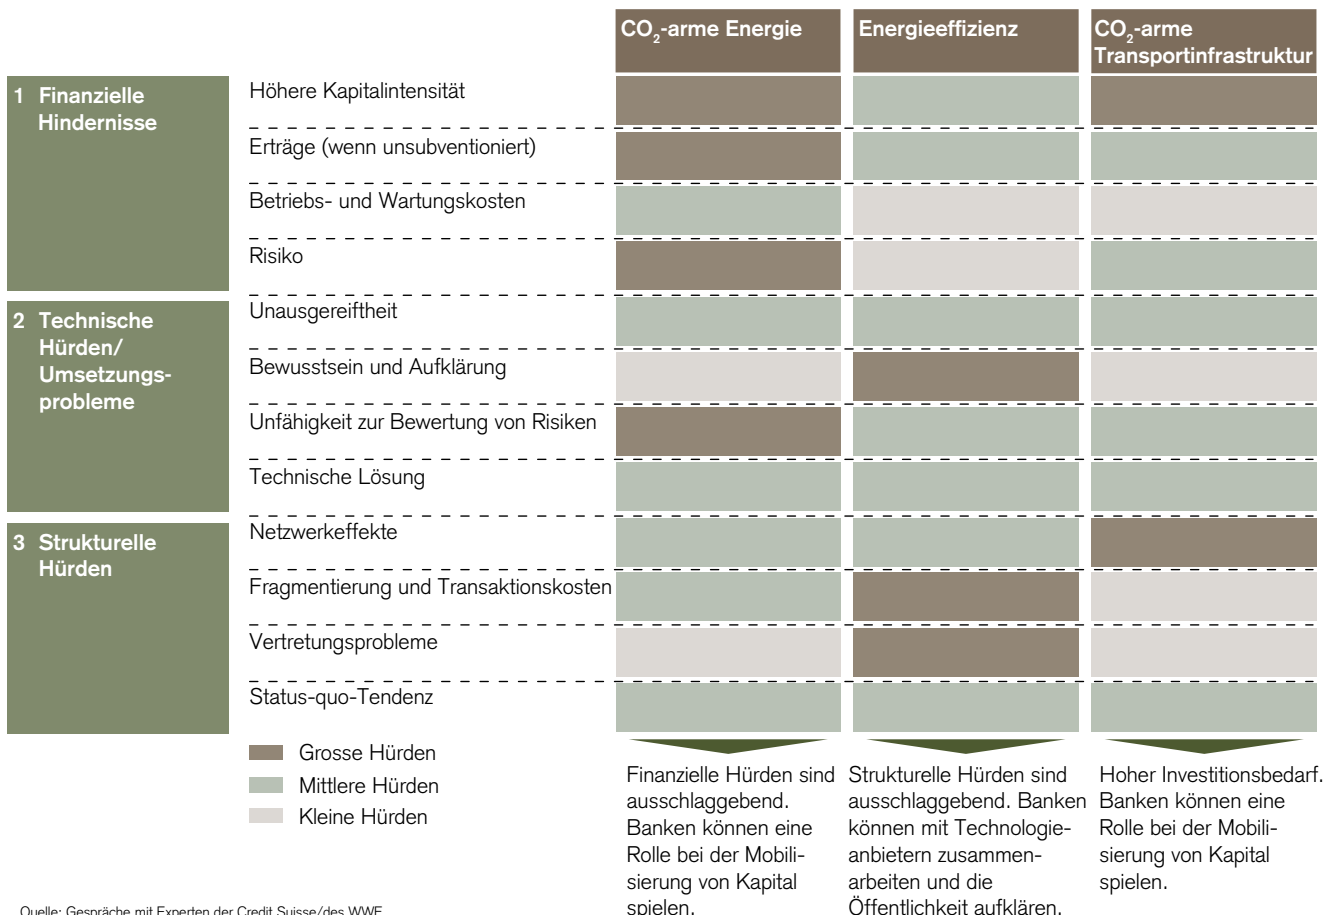 CO₂-arme Energie
Energieeffizienz
CO₂-arme
Transportinfrastruktur
1 Finanzielle
Hindernisse
Höhere Kapitalintensität
Erträge (wenn unsubventioniert)
Betriebs- und Wartungskosten
Risiko
2 Technische
Hürden/
Umsetzungs-
probleme
Unausgereiftheit
Bewusstsein und Aufklärung
Unfähigkeit zur Bewertung von Risiken
Technische Lösung
3 Strukturelle
Hürden
Netzwerkeffekte
Fragmentierung und Transaktionskosten
Vertretungsprobleme
Status-quo-Tendenz
Grosse Hürden
Mittlere Hürden
Kleine Hürden
Finanzielle Hürden sind
ausschlaggebend.
Banken können eine
Rolle bei der Mobili-
sierung von Kapital
spielen.
Strukturelle Hürden sind
ausschlaggebend. Banken
können mit Technologie-
anbietern zusammen-
arbeiten und die
Öffentlichkeit aufklären.
Hoher Investitionsbedarf.
Banken können eine
Rolle bei der Mobili-
sierung von Kapital
spielen.
Quelle: Gespräche mit Experten der Credit Suisse/des WWF